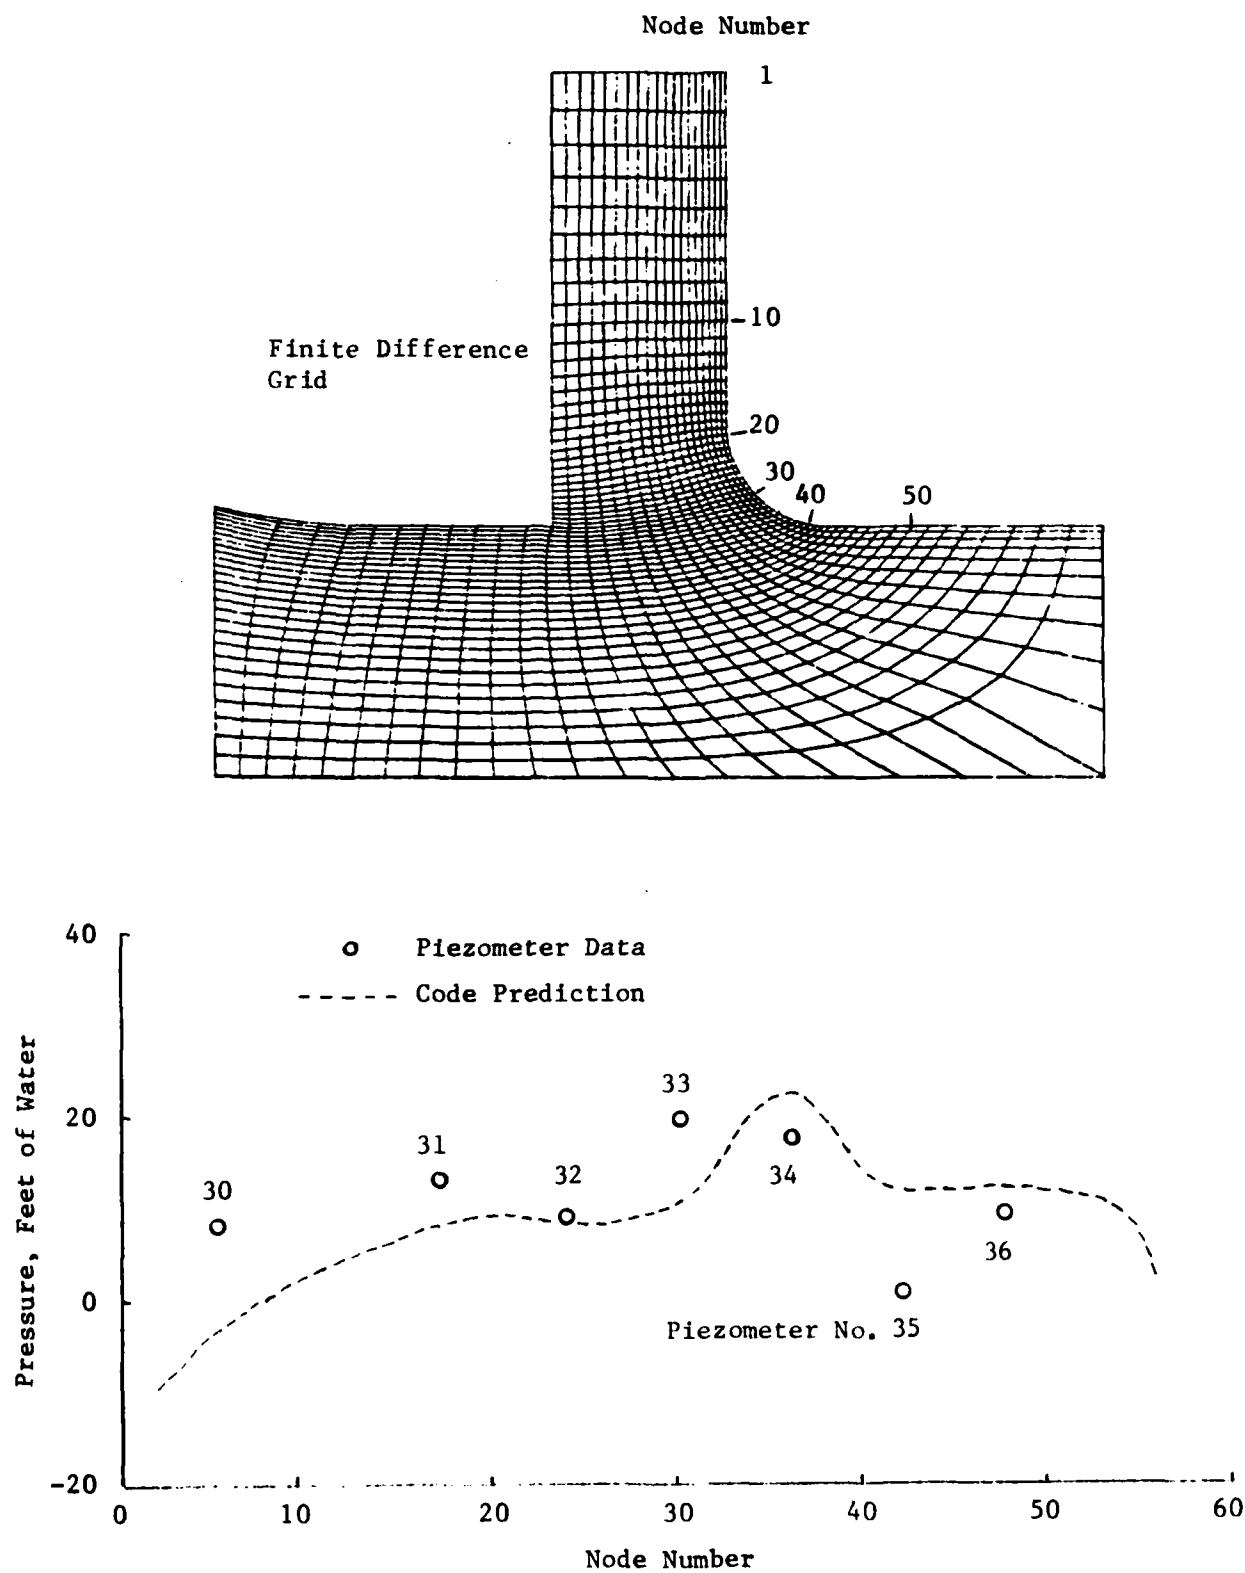 Node Number
1
10
Finite Difference
Grid
20
30
40
50
40
Piezometer Data
Code Prediction
33
20
31
32
34
30
36
0
Piezometer No. 35
-20
0
10
20
30
40
50
60
Pressure, Feet of Water
Node Number